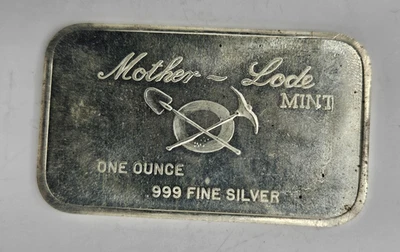 Mother ~ Lode
MINT
ONE OUNCE
.999 FINE SILVER